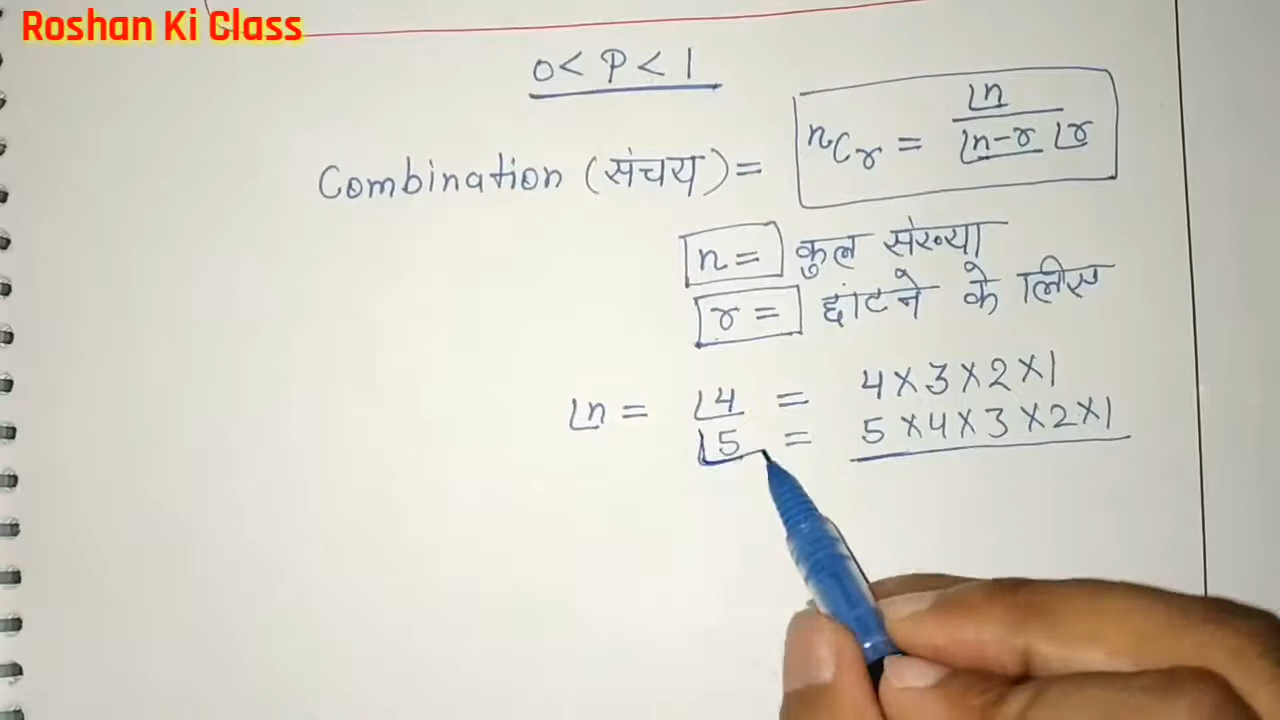 Roshan Ki Class
0 < P < 1
Combination (संचय) = nCr = ⌊n / ⌊n-r ⌊r
n = कुल संख्या
r = छांटने के लीए
⌊n = ⌊4 = 4×3×2×1
⌊5 = 5×4×3×2×1